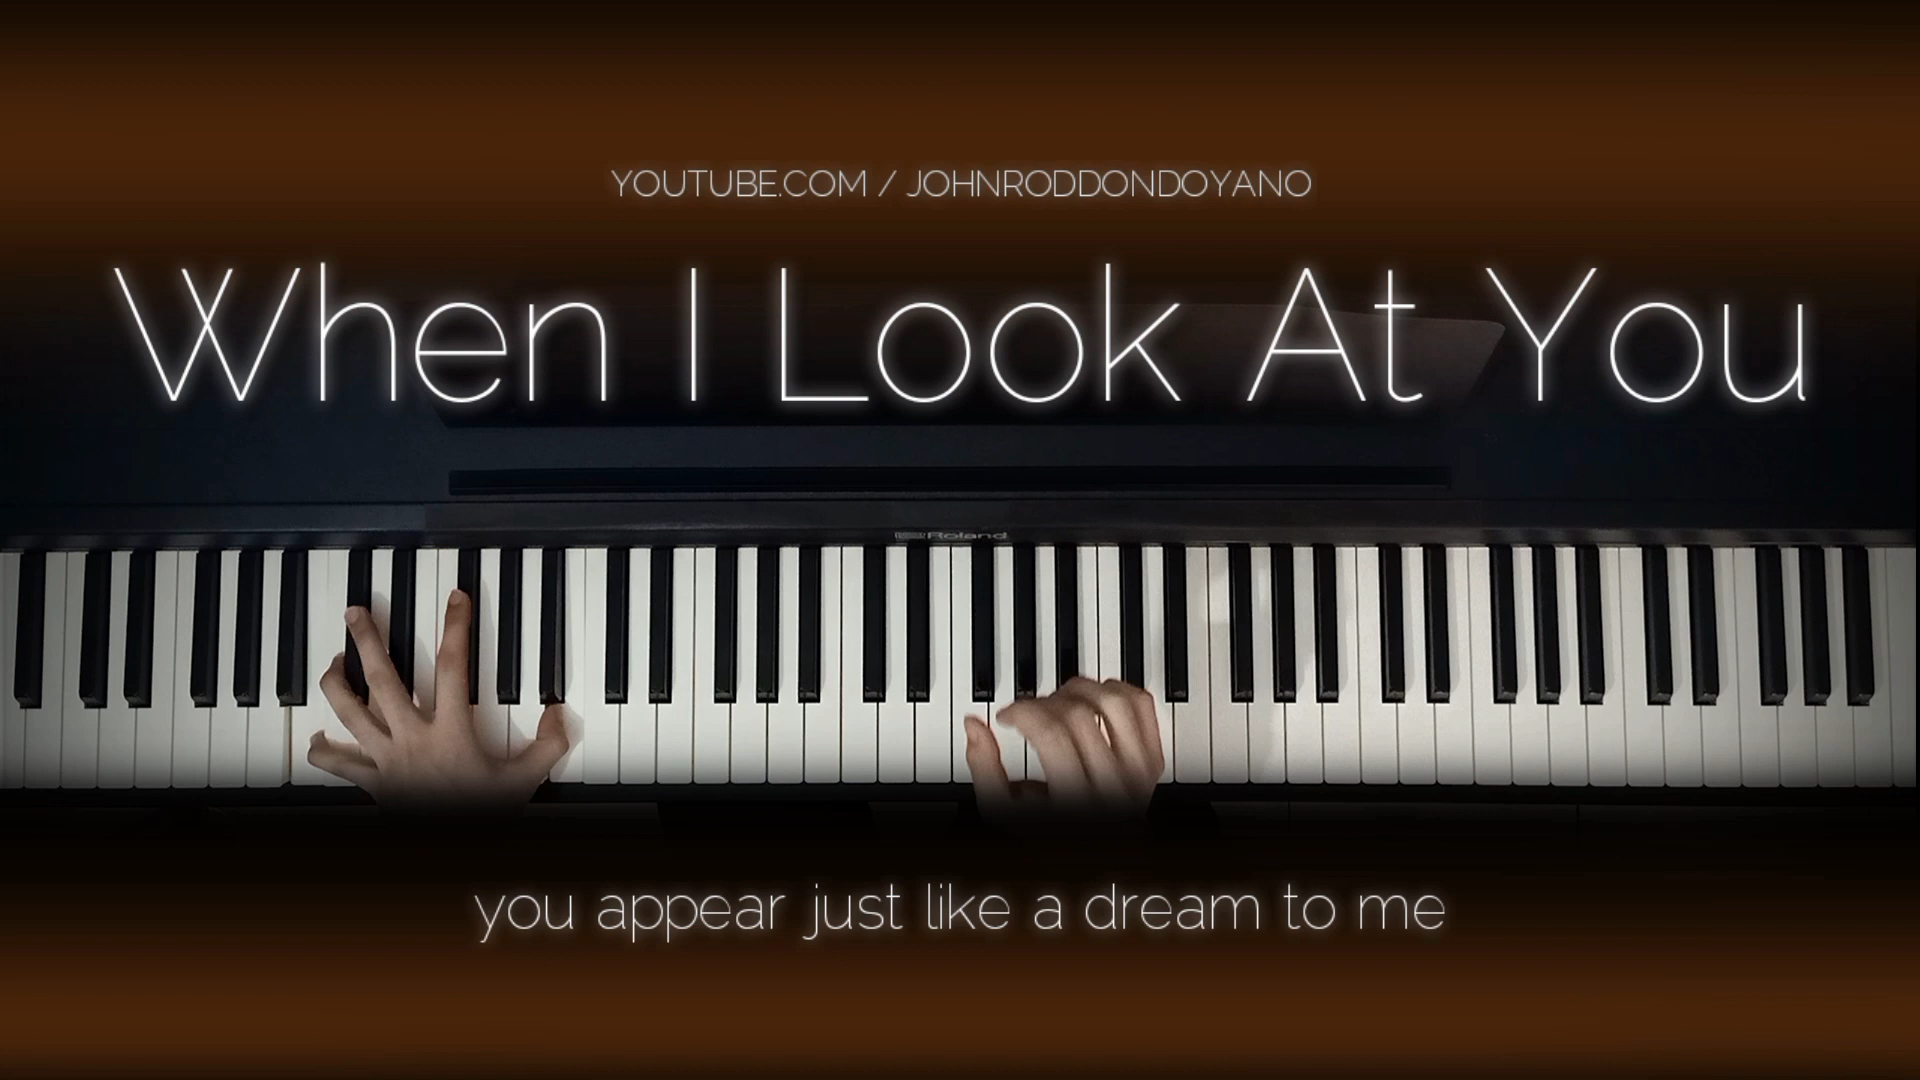 YOUTUBE.COM / JOHNRODDONDOYANO
When I Look At You
Roland
you appear just like a dream to me